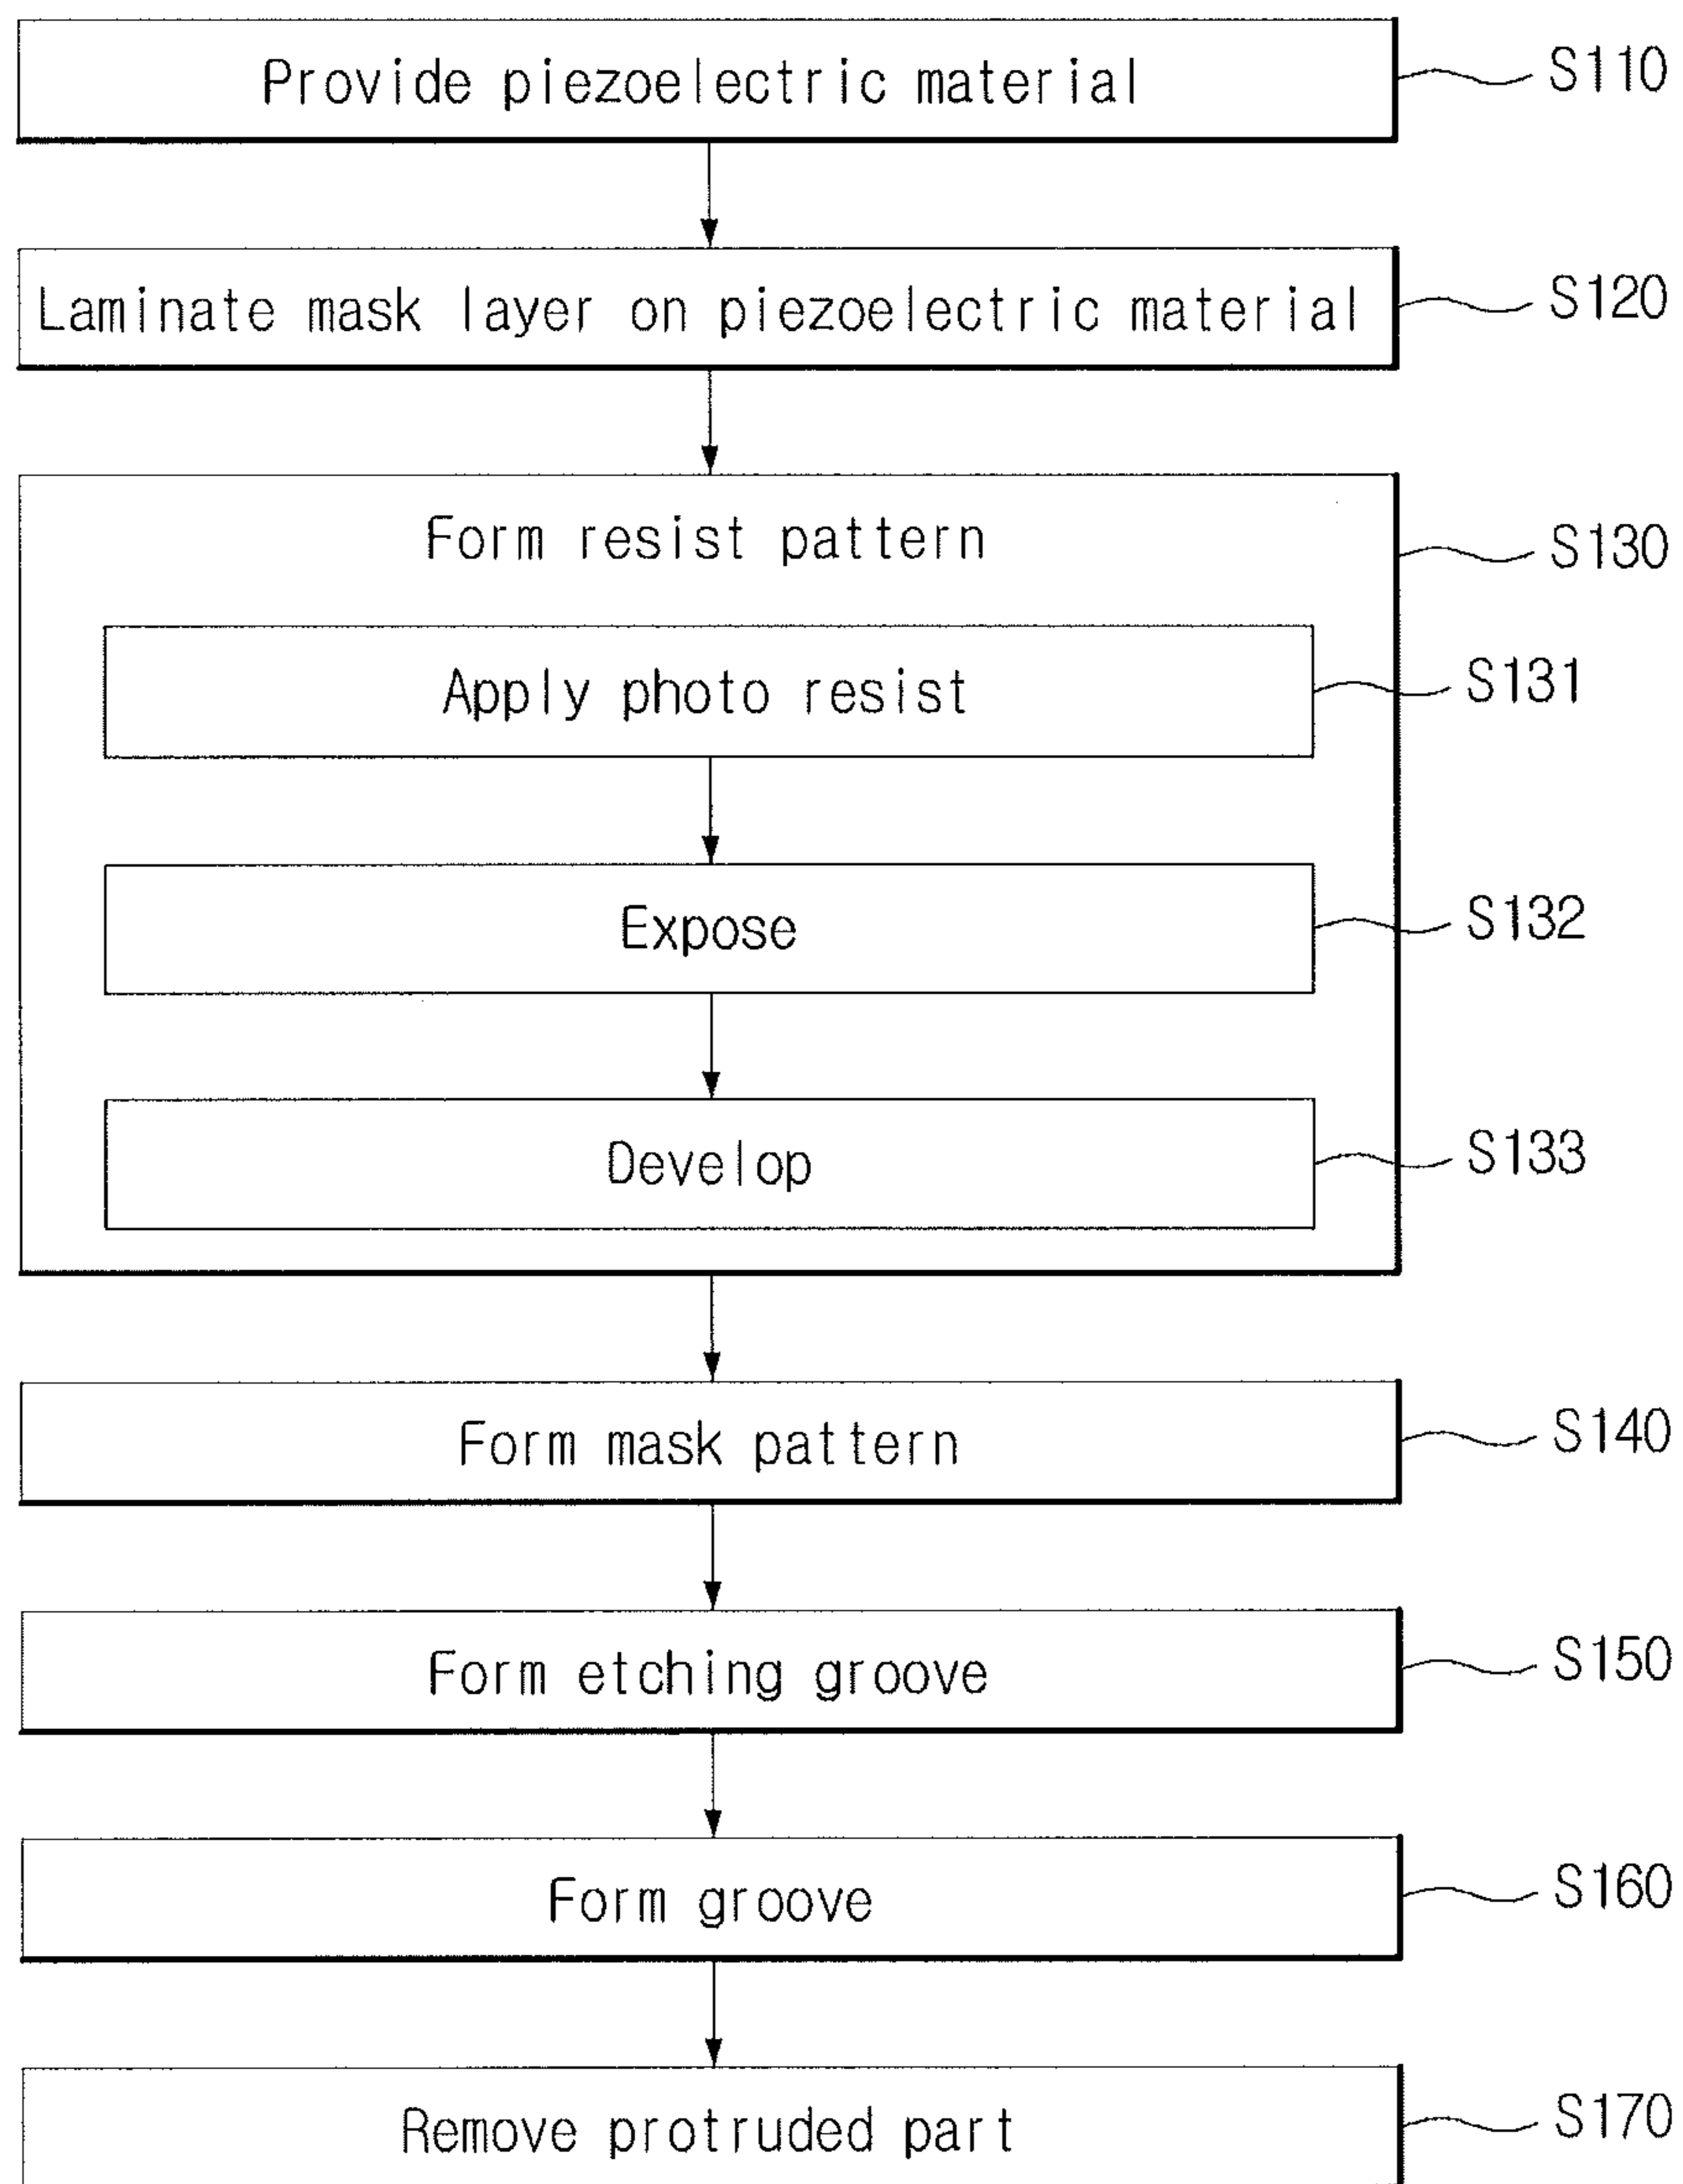 Provide piezoelectric material S110
Laminate mask layer on piezoelectric material S120
Form resist pattern S130
Apply photo resist S131
Expose S132
Develop S133
Form mask pattern S140
Form etching groove S150
Form groove S160
Remove protruded part S170